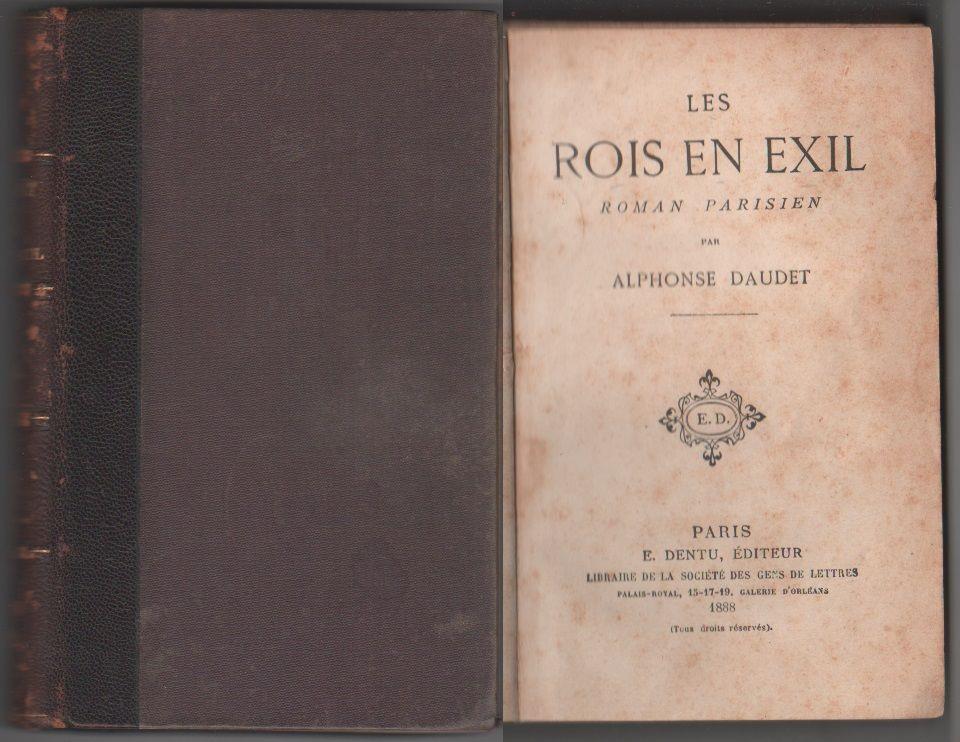 LES
ROIS EN EXIL
ROMAN PARISIEN
PAR
ALPHONSE DAUDET
E. D.
PARIS
E. DENTU, ÉDITEUR
LIBRAIRE DE LA SOCIÉTÉ DES GENS DE LETTRES
PALAIS-ROYAL, 15-17-19, GALERIE D'ORLÉANS
1888
(Tous droits réservés).